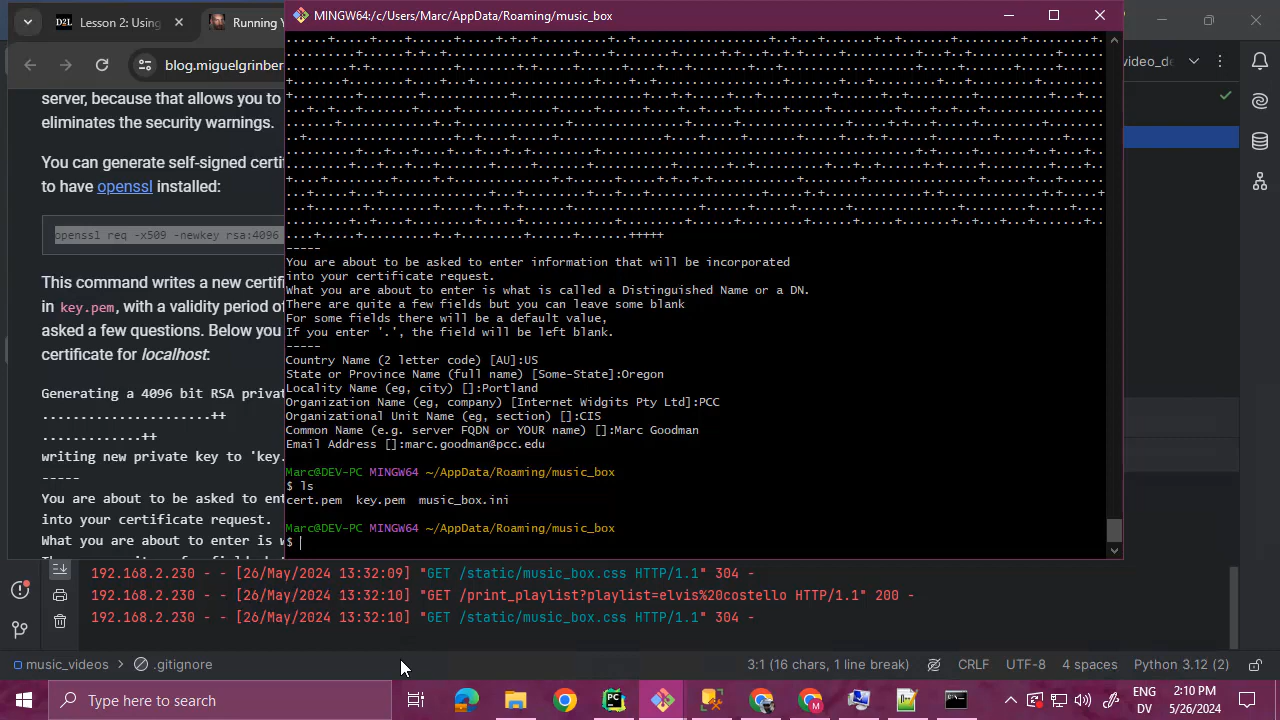 Lesson 2: Using
Running Y
MINGW64:/c/Users/Marc/AppData/Roaming/music_box
blog.miguelgrinber
video_de
server, because that allows you to
eliminates the security warnings.
You can generate self-signed certif
to have openssl installed:
openssl req -x509 -newkey rsa:4096
This command writes a new certif
in key.pem, with a validity period of
asked a few questions. Below you
certificate for localhost:
Generating a 4096 bit RSA privat
.....................++
.............++
writing new private key to 'key.
-----
You are about to be asked to ent
into your certificate request.
What you are about to enter is w
-----
You are about to be asked to enter information that will be incorporated
into your certificate request.
What you are about to enter is what is called a Distinguished Name or a DN.
There are quite a few fields but you can leave some blank
For some fields there will be a default value,
If you enter '.', the field will be left blank.
-----
Country Name (2 letter code) [AU]:US
State or Province Name (full name) [Some-State]:Oregon
Locality Name (eg, city) []:Portland
Organization Name (eg, company) [Internet Widgits Pty Ltd]:PCC
Organizational Unit Name (eg, section) []:CIS
Common Name (e.g. server FQDN or YOUR name) []:Marc Goodman
Email Address []:marc.goodman@pcc.edu
Marc@DEV-PC MINGW64 ~/AppData/Roaming/music_box
$ ls
cert.pem key.pem music_box.ini
Marc@DEV-PC MINGW64 ~/AppData/Roaming/music_box
$
192.168.2.230 - - [26/May/2024 13:32:09] "GET /static/music_box.css HTTP/1.1" 304 -
192.168.2.230 - - [26/May/2024 13:32:10] "GET /print_playlist?playlist=elvis%20costello HTTP/1.1" 200 -
192.168.2.230 - - [26/May/2024 13:32:10] "GET /static/music_box.css HTTP/1.1" 304 -
music_videos > .gitignore
3:1 (16 chars, 1 line break) CRLF UTF-8 4 spaces Python 3.12 (2)
Type here to search
ENG
DV
2:10 PM
5/26/2024